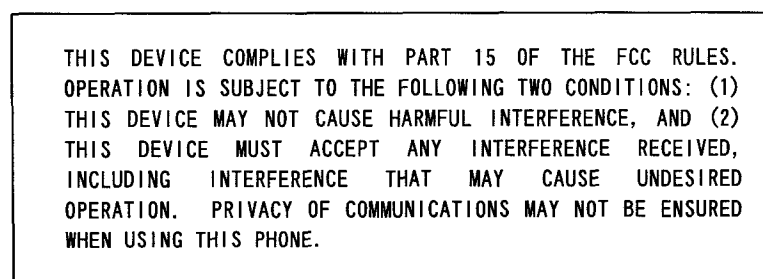 THIS DEVICE COMPLIES WITH PART 15 OF THE FCC RULES.
OPERATION IS SUBJECT TO THE FOLLOWING TWO CONDITIONS: (1)
THIS DEVICE MAY NOT CAUSE HARMFUL INTERFERENCE, AND (2)
THIS DEVICE MUST ACCEPT ANY INTERFERENCE RECEIVED,
INCLUDING INTERFERENCE THAT MAY CAUSE UNDESIRED
OPERATION. PRIVACY OF COMMUNICATIONS MAY NOT BE ENSURED
WHEN USING THIS PHONE.